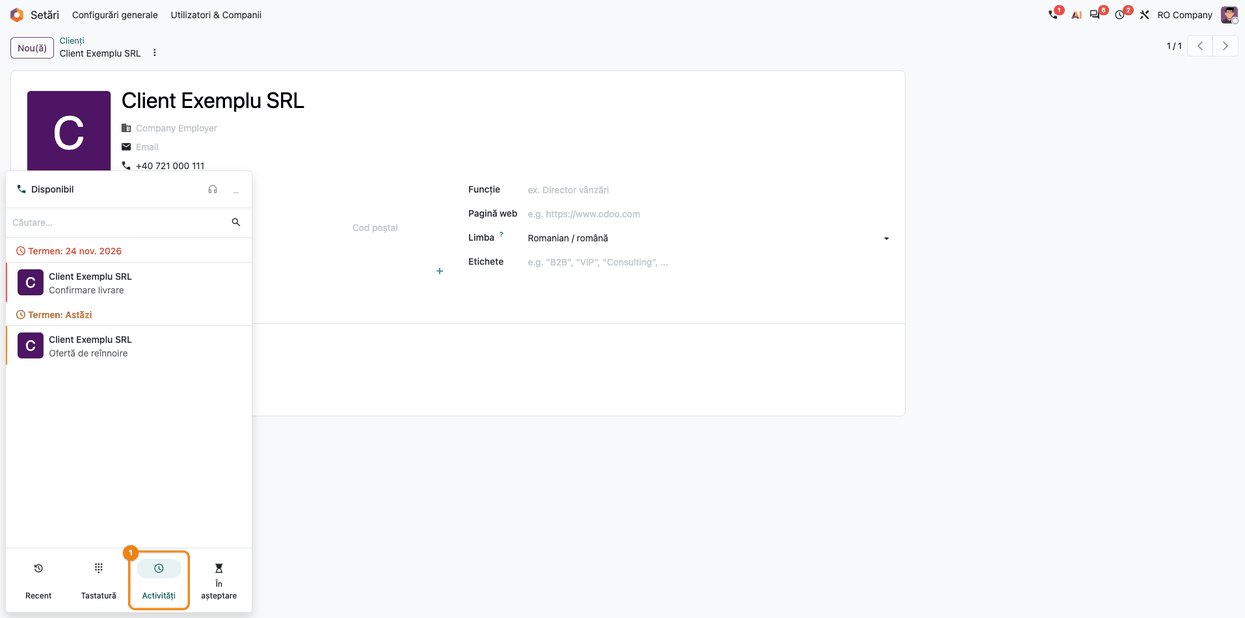 Setări Configurări generale Utilizatori & Companii
1 AI 6 2 RO Company
Nou(ă) Clienți
Client Exemplu SRL
1 / 1
C
Client Exemplu SRL
Company Employer
Email
+40 721 000 111
Disponibil
...
Căutare...
Termen: 24 nov. 2026
C Client Exemplu SRL
Confirmare livrare
Termen: Astăzi
C Client Exemplu SRL
Ofertă de reînnoire
Cod poștal
+
Funcție ex. Director vânzări
Pagină web e.g. https://www.odoo.com
Limba ? Romanian / română
Etichete e.g. "B2B", "VIP", "Consulting", ...
1
Recent Tastatură Activități În
așteptare